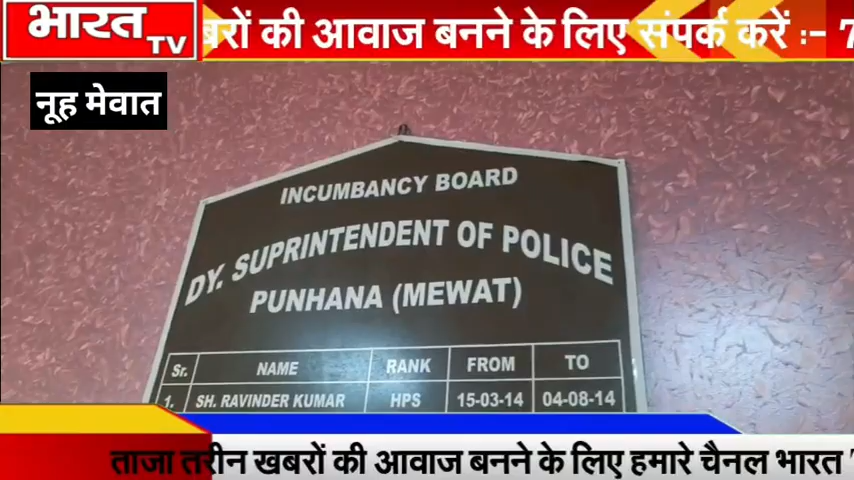 भारत TV
खबरों की आवाज बनने के लिए संपर्क करें :- 7
नूह मेवात
INCUMBANCY BOARD
DY. SUPRINTENDENT OF POLICE
PUNHANA (MEWAT)
Sr. NAME RANK FROM TO
1. SH. RAVINDER KUMAR HPS 15-03-14 04-08-14
ताजा तरीन खबरों की आवाज बनने के लिए हमारे चैनल भारत